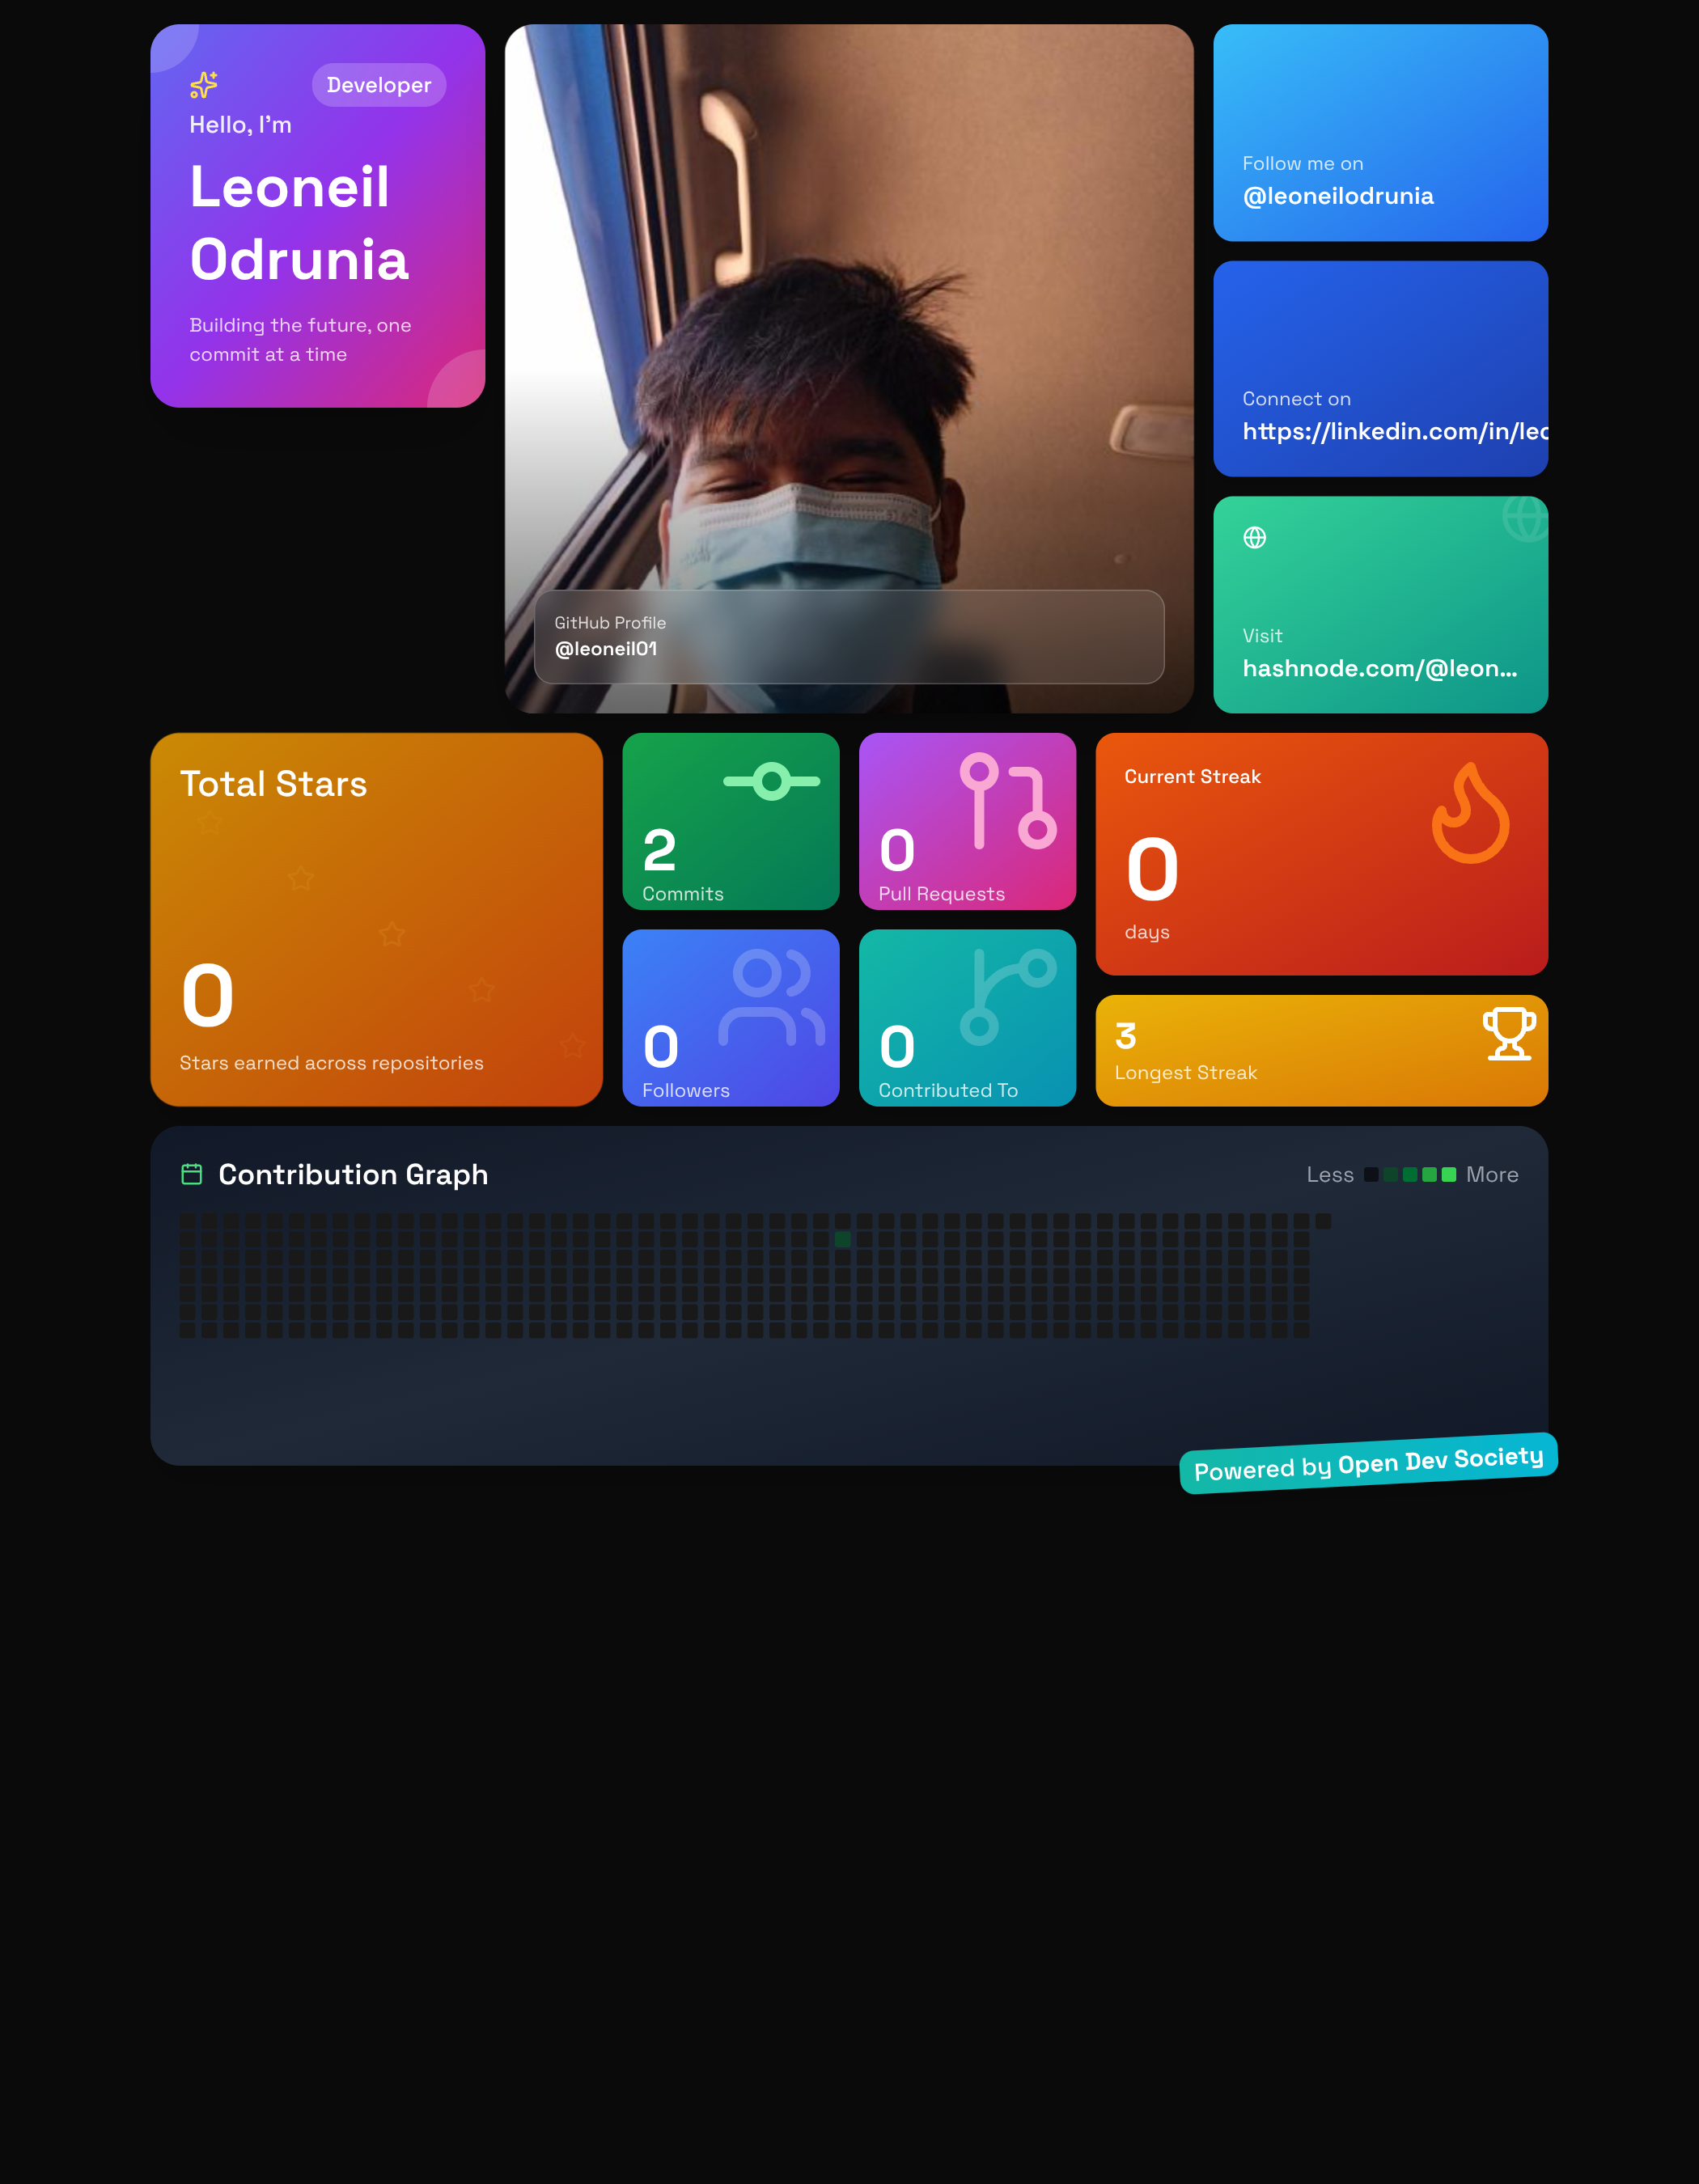 Developer
Hello, I'm
Leoneil
Odrunia
Building the future, one
commit at a time
GitHub Profile
@leoneil01
Follow me on
@leoneilodrunia
Connect on
https://linkedin.com/in/leo
Visit
hashnode.com/@leon...
Total Stars
0
Stars earned across repositories
2
Commits
0
Pull Requests
0
Followers
0
Contributed To
Current Streak
0
days
3
Longest Streak
Contribution Graph
Less
More
Powered by Open Dev Society